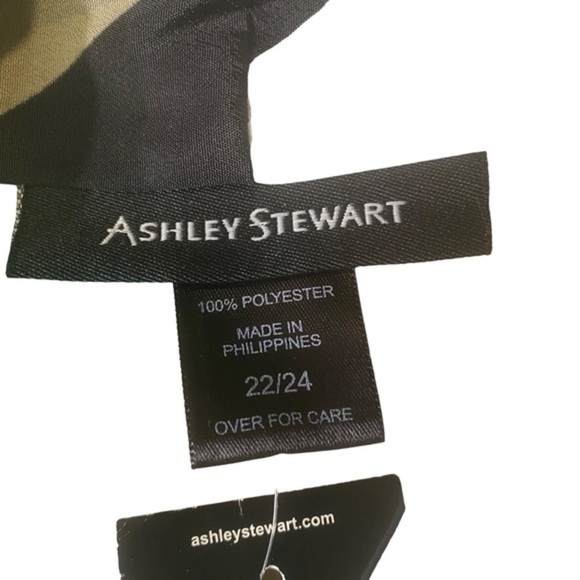 ASHLEY STEWART
100% POLYESTER
MADE IN
PHILIPPINES
22/24
OVER FOR CARE
ashleystewart.com